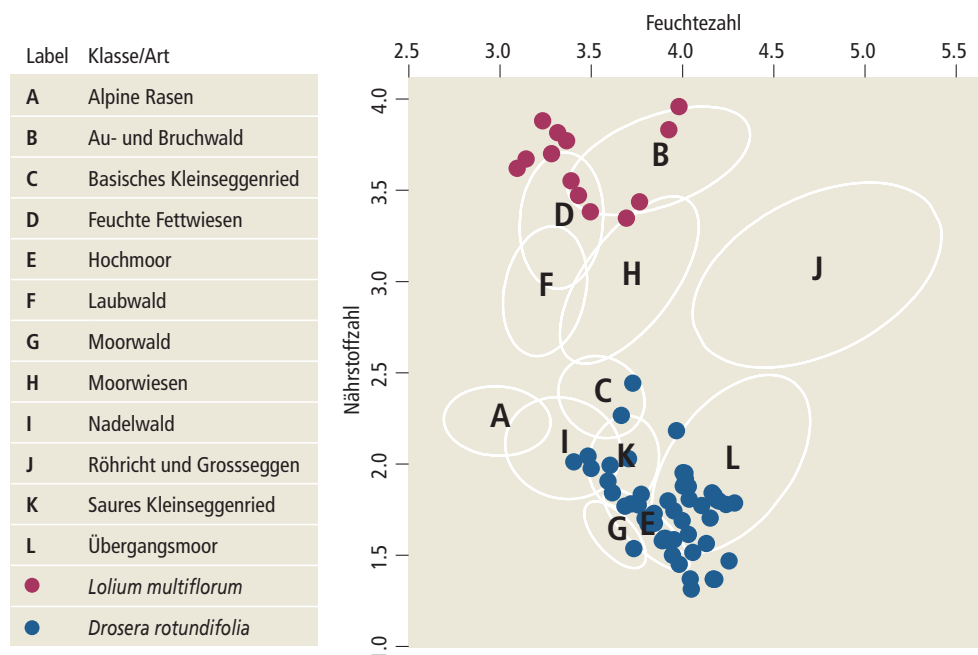 Label Klasse/Art
A Alpine Rasen
B Au- und Bruchwald
C Basisches Kleinseggenried
D Feuchte Fettwiesen
E Hochmoor
F Laubwald
G Moorwald
H Moorwiesen
I Nadelwald
J Röhricht und Grossseggen
K Saures Kleinseggenried
L Übergangsmoor
Lolium multiflorum
Drosera rotundifolia
Feuchtezahl
2.5 3.0 3.5 4.0 4.5 5.0 5.5
Nährstoffzahl
4.0
3.5
3.0
2.5
2.0
1.5
1.0
B
D
F
H
J
C
A
I
K
L
G
E